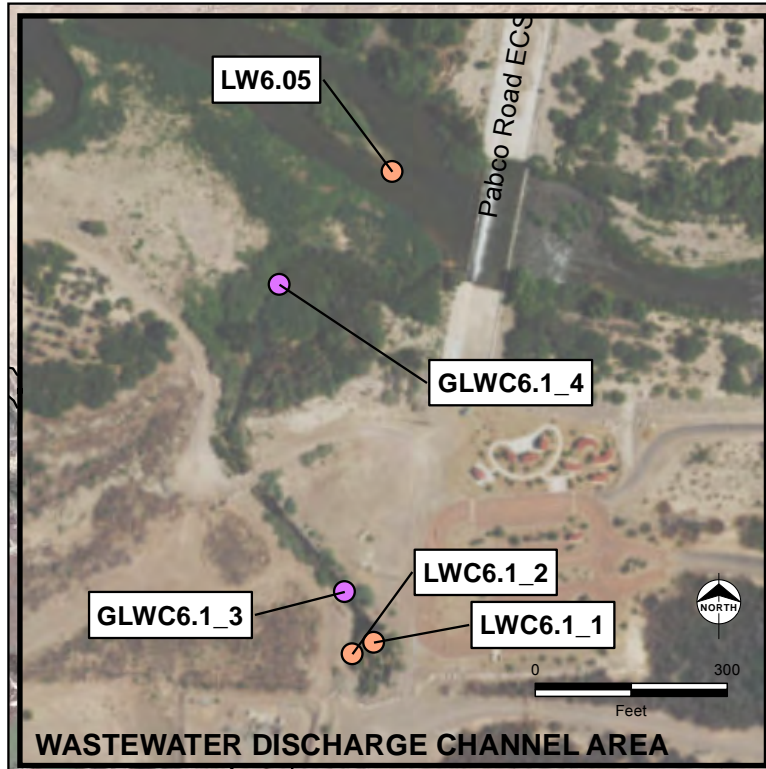 LW6.05
Pabco Road ECS
GLWC6.1_4
LWC6.1_2
GLWC6.1_3
LWC6.1_1
NORTH
0 300
Feet
WASTEWATER DISCHARGE CHANNEL AREA